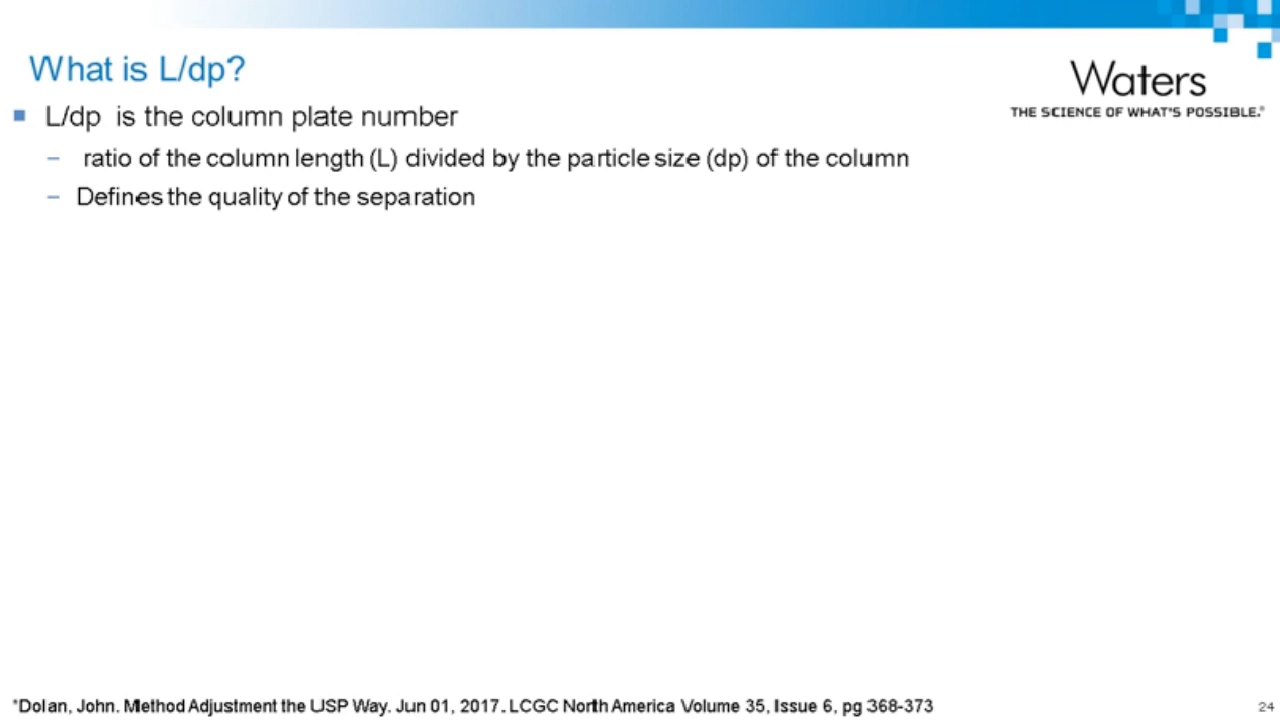 What is L/dp?
Waters
THE SCIENCE OF WHAT'S POSSIBLE.®
L/dp is the column plate number
– ratio of the column length (L) divided by the particle size (dp) of the column
– Defines the quality of the separation
*Dolan, John. Method Adjustment the USP Way. Jun 01, 2017. LCGC North America Volume 35, Issue 6, pg 368-373
24